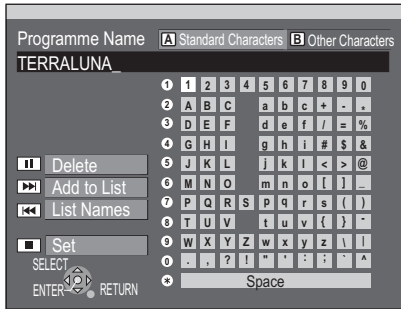 Programme Name A Standard Characters B Other Characters
TERRALUNA_
1 1 2 3 4 5 6 7 8 9 0
2 A B C a b c + - *
3 D E F d e f / = %
4 G H I g h i # $ &
5 J K L j k l < > @
6 M N O m n o [ ] _
7 P Q R S p q r s ( )
8 T U V t u v { } ~
9 W X Y Z w x y z \ |
0 . , ? ! " ' : ; ` ^
* Space
Delete
Add to List
List Names
Set
SELECT
ENTER RETURN